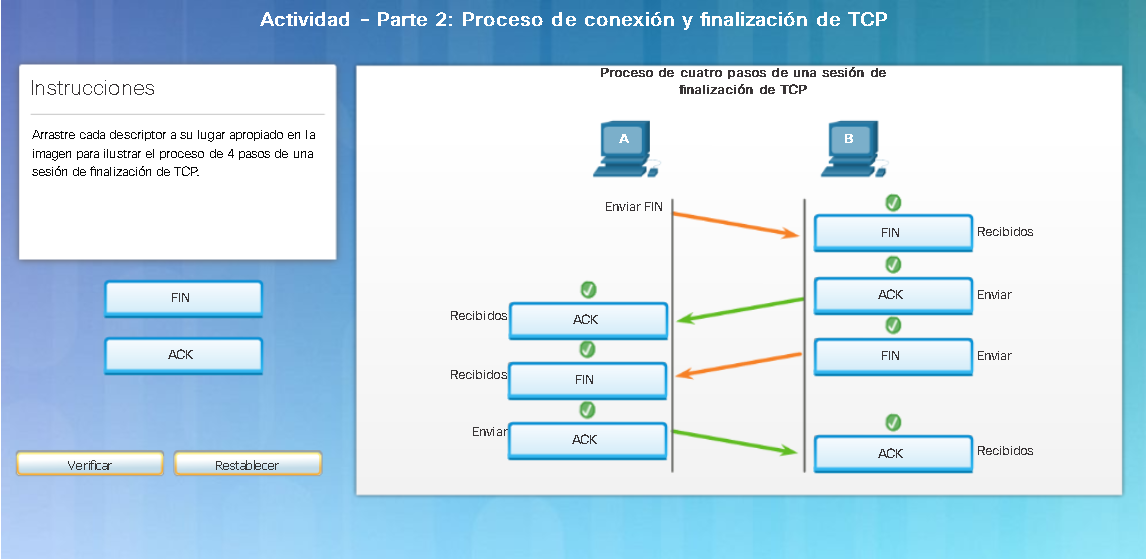 Actividad - Parte 2: Proceso de conexión y finalización de TCP
Instrucciones
Arrastre cada descriptor a su lugar apropiado en la
imagen para ilustrar el proceso de 4 pasos de una
sesión de finalización de TCP.
FIN
ACK
Verificar
Restablecer
Proceso de cuatro pasos de una sesión de
finalización de TCP
A
B
Enviar FIN
FIN
Recibidos
ACK
Enviar
Recibidos
ACK
FIN
Enviar
Recibidos
FIN
Enviar
ACK
ACK
Recibidos